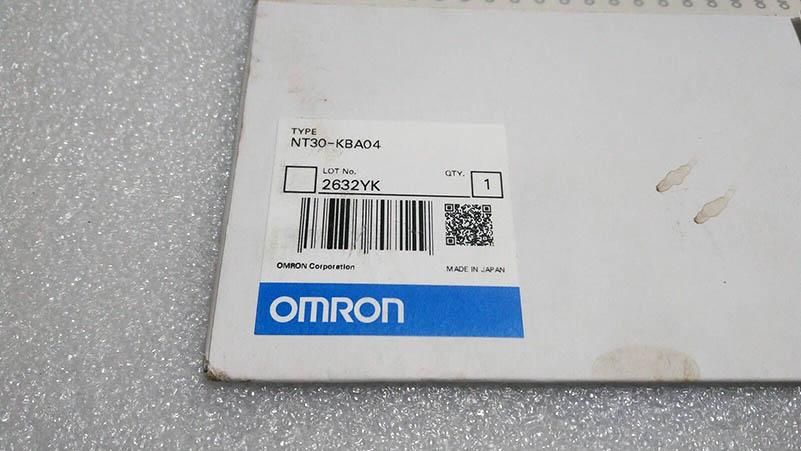 TYPE
NT30-KBA04
LOT No.
QTY.
2632YK
1
OMRON Corporation
MADE IN JAPAN
OMRON